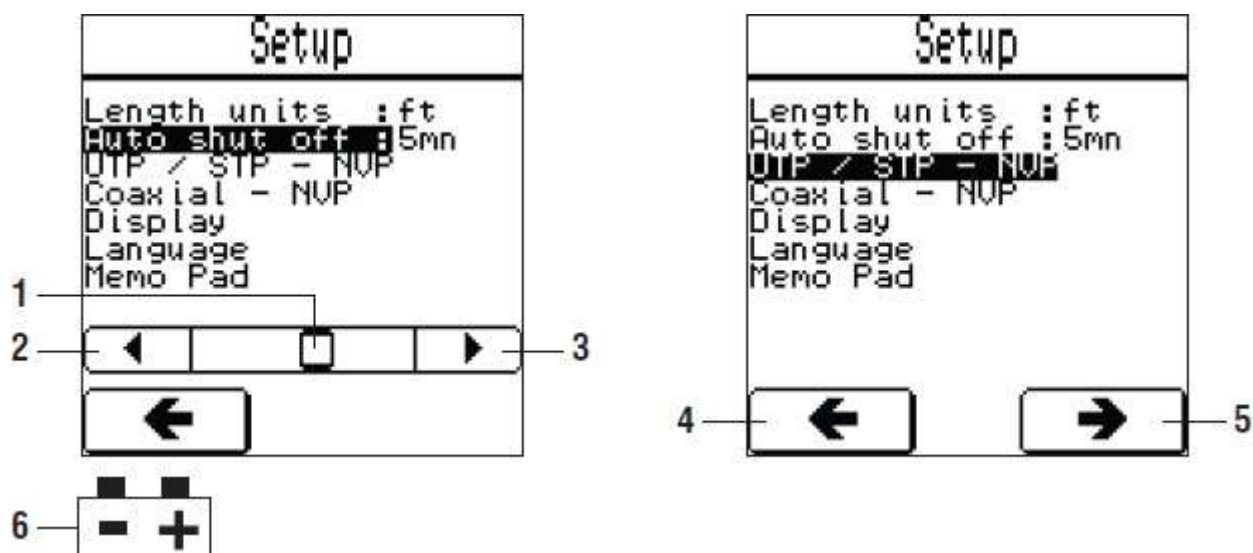 Setup
Length units :ft
Auto shut off :5mn
UTP / STP - NVP
Coaxial - NVP
Display
Language
Memo Pad
1
2
3
6
- +
Setup
Length units :ft
Auto shut off :5mn
UTP / STP - NVP
Coaxial - NVP
Display
Language
Memo Pad
4
5